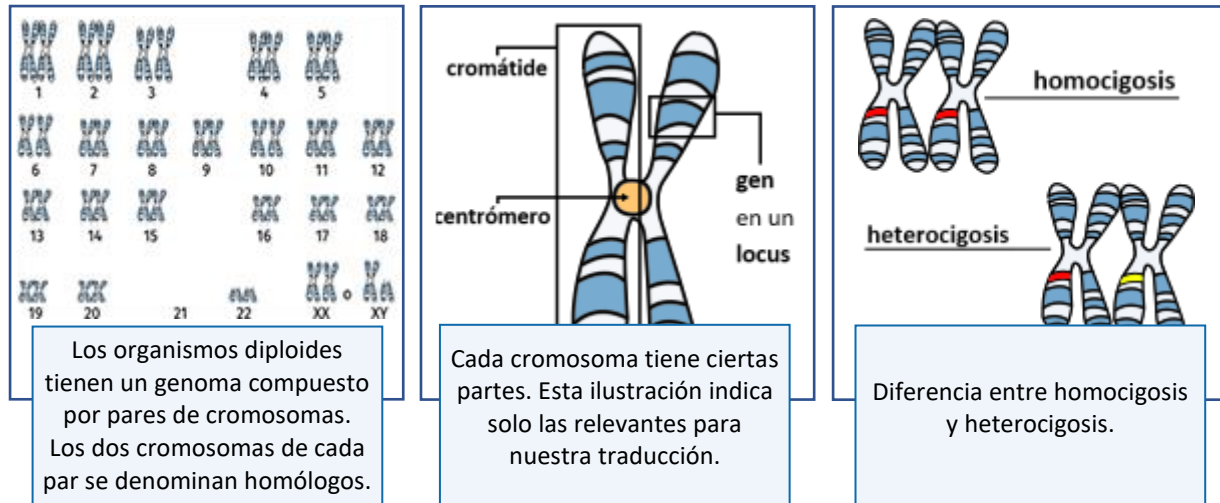 1 2 3 4 5
6 7 8 9 10 11 12
13 14 15 16 17 18
19 20 21 22 XX o XY
Los organismos diploides
tienen un genoma compuesto
por pares de cromosomas.
Los dos cromosomas de cada
par se denominan homólogos.
cromátide
centrómero
gen
en un
locus
Cada cromosoma tiene ciertas
partes. Esta ilustración indica
solo las relevantes para
nuestra traducción.
homocigosis
heterocigosis
Diferencia entre homocigosis
y heterocigosis.